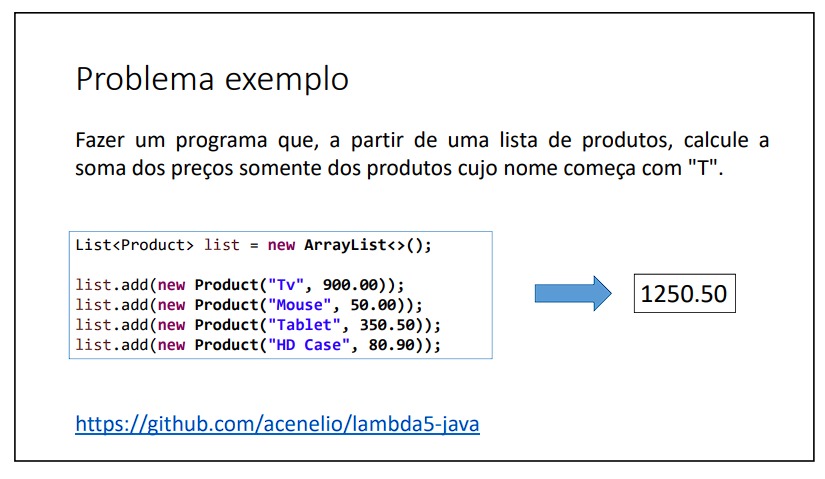 Problema exemplo
Fazer um programa que, a partir de uma lista de produtos, calcule a
soma dos preços somente dos produtos cujo nome começa com "T".
List<Product> list = new ArrayList<>();
list.add(new Product("Tv", 900.00));
list.add(new Product("Mouse", 50.00));
list.add(new Product("Tablet", 350.50));
list.add(new Product("HD Case", 80.90));
1250.50
https://github.com/acenelio/lambda5-java